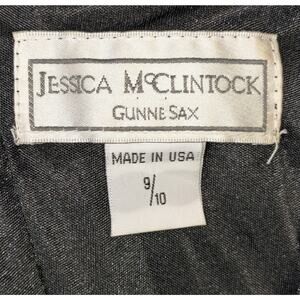 JESSICA McCLINTOCK
GUNNE SAX
MADE IN USA
9/10